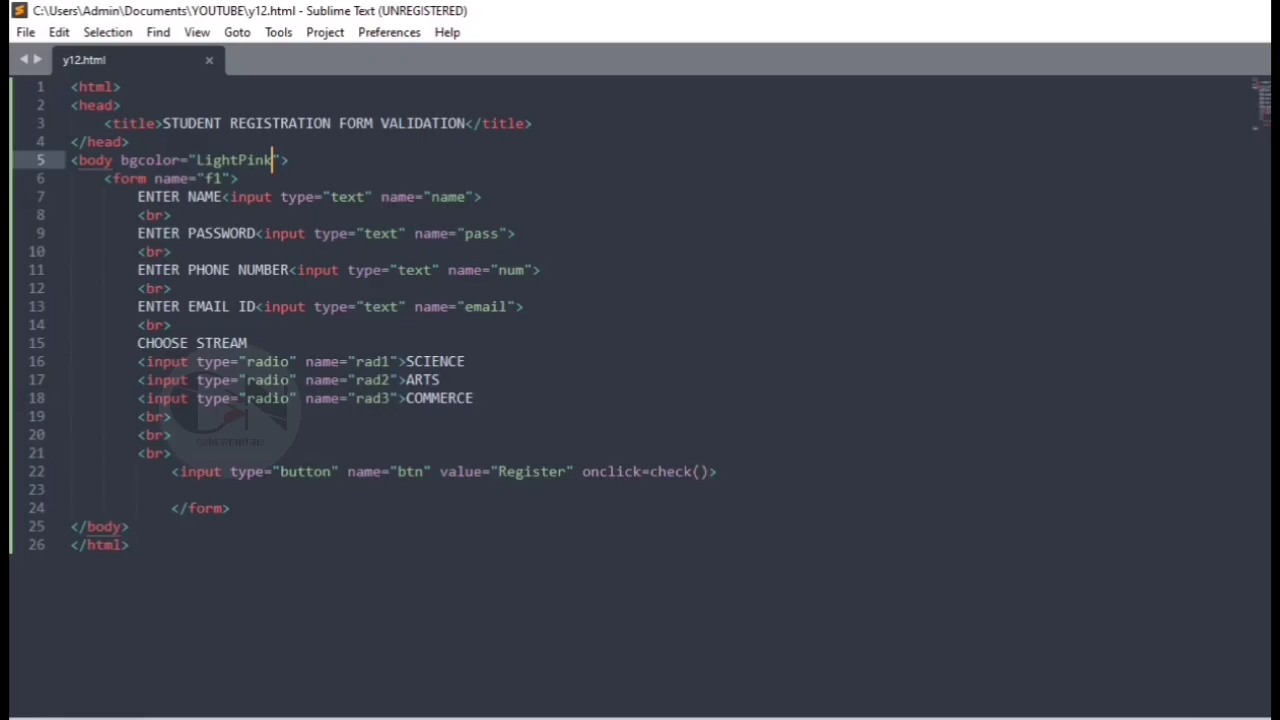 C:\Users\Admin\Documents\YOUTUBE\y12.html - Sublime Text (UNREGISTERED)
File Edit Selection Find View Goto Tools Project Preferences Help
y12.html ×
1 <html>
2 <head>
3 <title>STUDENT REGISTRATION FORM VALIDATION</title>
4 </head>
5 <body bgcolor="LightPink">
6 <form name="f1">
7 ENTER NAME<input type="text" name="name">
8 <br>
9 ENTER PASSWORD<input type="text" name="pass">
10 <br>
11 ENTER PHONE NUMBER<input type="text" name="num">
12 <br>
13 ENTER EMAIL ID<input type="text" name="email">
14 <br>
15 CHOOSE STREAM
16 <input type="radio" name="rad1">SCIENCE
17 <input type="radio" name="rad2">ARTS
18 <input type="radio" name="rad3">COMMERCE
19 <br>
20 <br>
21 <br>
22 <input type="button" name="btn" value="Register" onclick=check()>
23
24 </form>
25 </body>
26 </html>